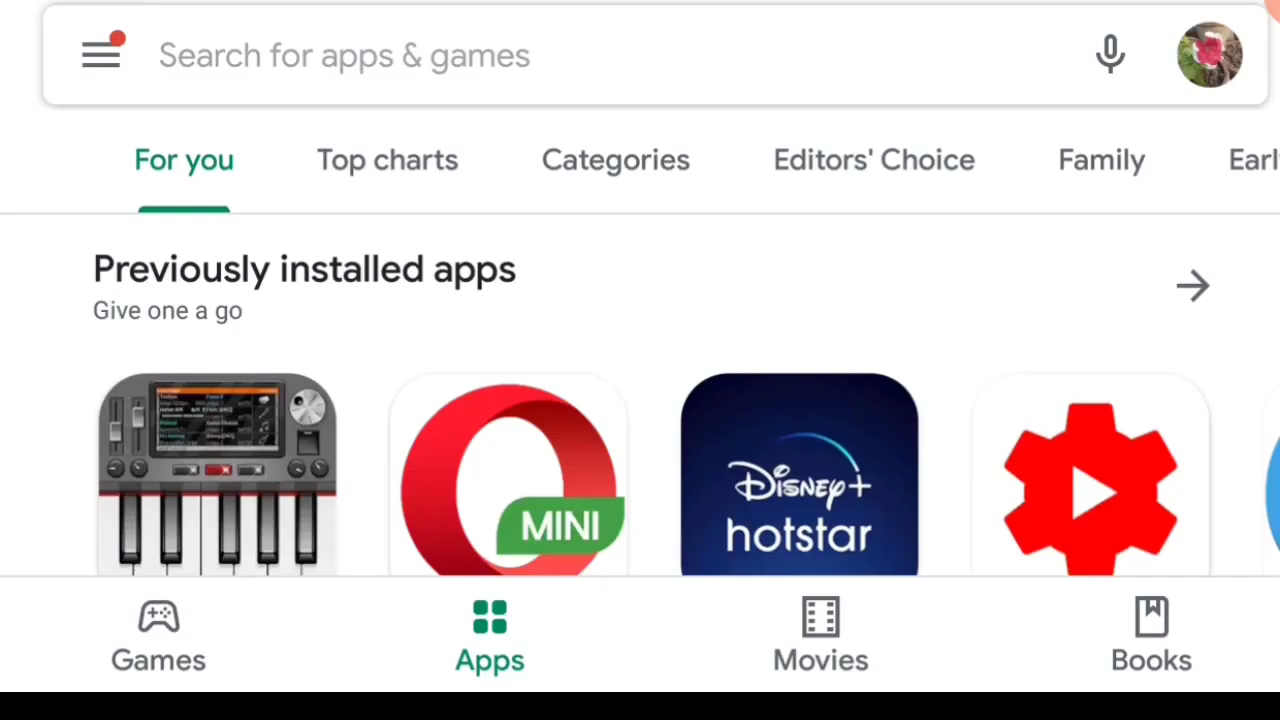 Search for apps & games
For you Top charts Categories Editors' Choice Family Earl
Previously installed apps
Give one a go
MINI
Disney+
hotstar
Games Apps Movies Books